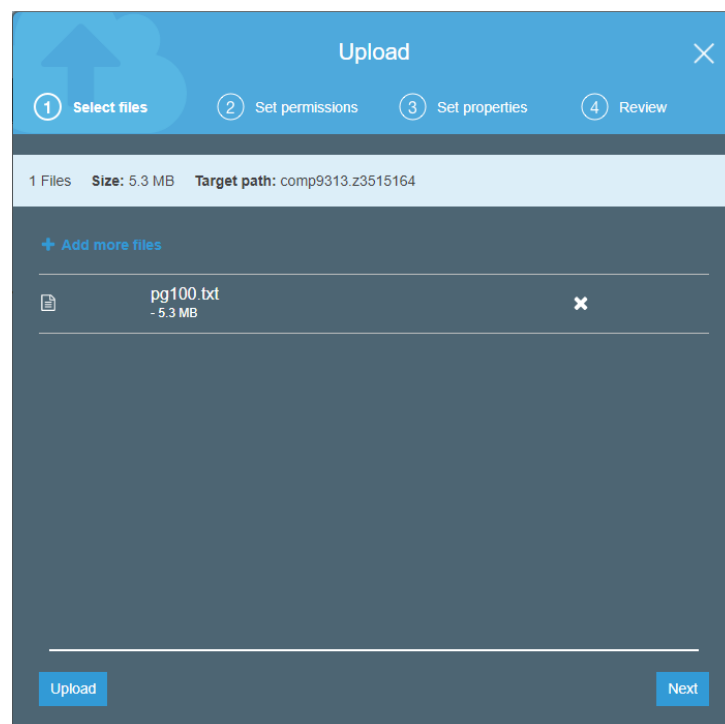 Upload
1 Select files 2 Set permissions 3 Set properties 4 Review
1 Files Size: 5.3 MB Target path: comp9313.z3515164
+ Add more files
pg100.txt
- 5.3 MB
Upload Next